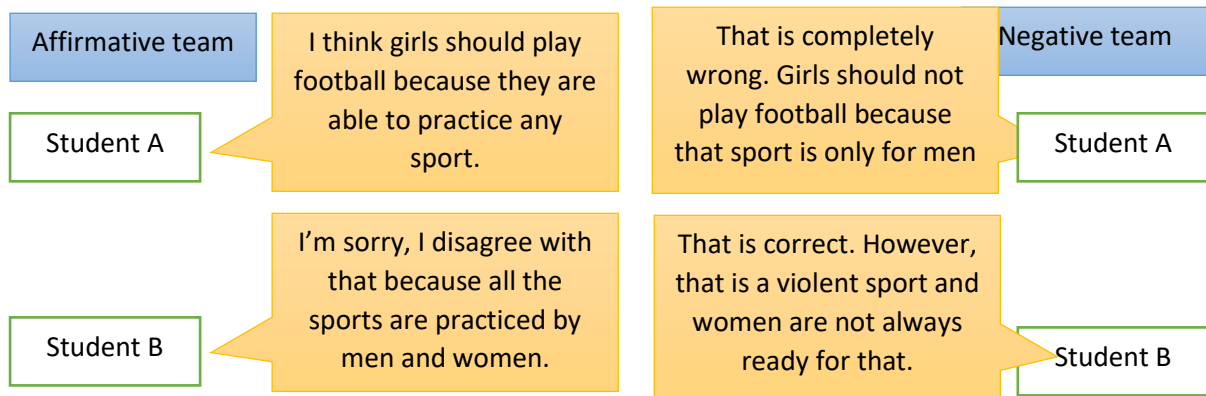 Affirmative team
I think girls should play
football because they are
able to practice any
sport.
Student A
That is completely
wrong. Girls should not
play football because
that sport is only for men
Negative team
Student A
I'm sorry, I disagree with
that because all the
sports are practiced by
men and women.
Student B
That is correct. However,
that is a violent sport and
women are not always
ready for that.
Student B